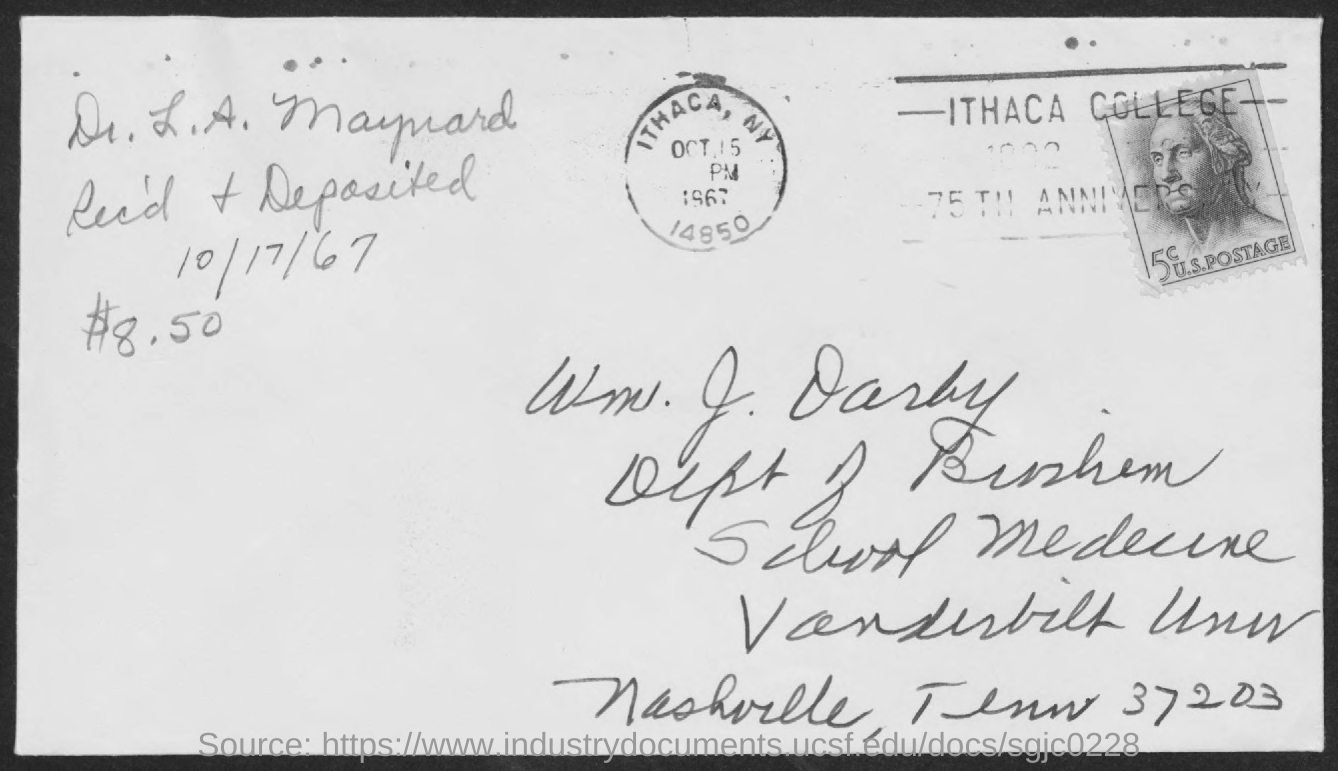 Dr. L. A. Maynard
Rec'd + Deposited
10/17/67
$8.50
ITHACA, NY
OCT 15
PM
1967
14850
ITHACA COLLEGE
1892
75TH ANNIVERSARY
5c U.S. POSTAGE
Wm. J. Darby
Dept of Biochem
School Medicine
Vanderbilt Univ
Nashville, Tenn 37203
Source: https://www.industrydocuments.ucsf.edu/docs/sgjc0228